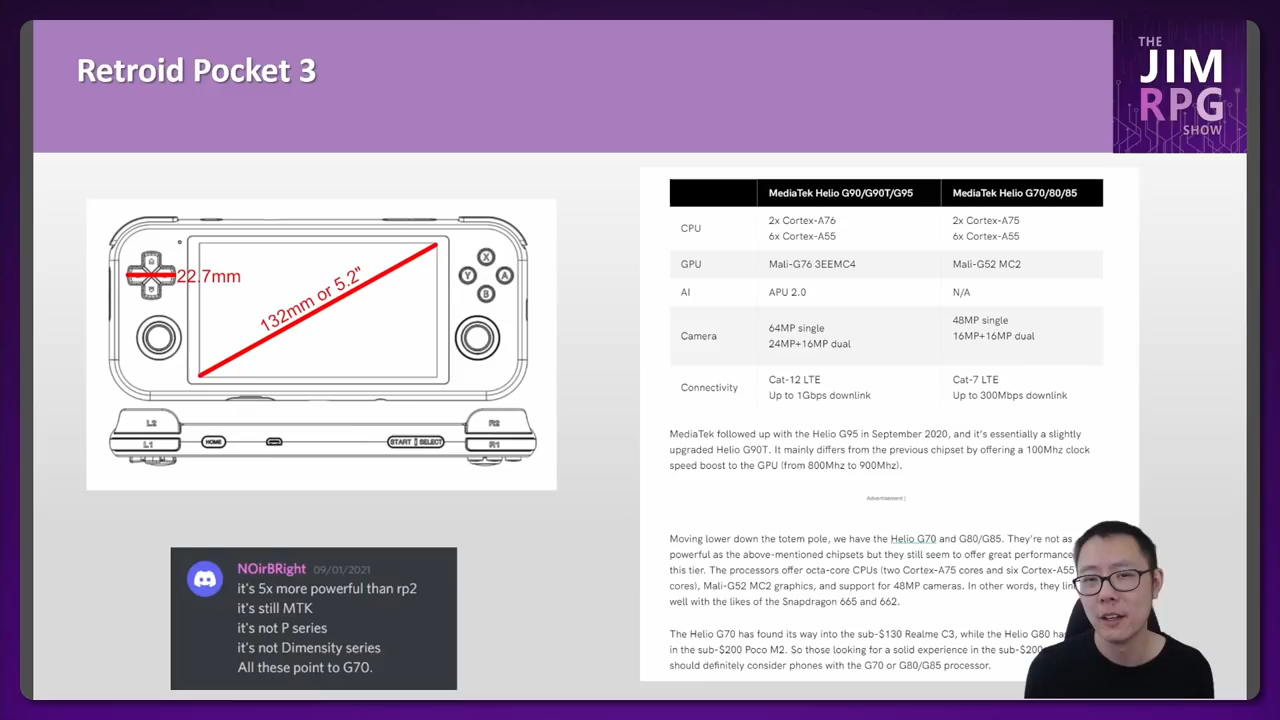 Retroid Pocket 3
THE
JIM
RPG
SHOW
X
Y
A
B
22.7mm
132mm or 5.2"
L2
R2
L1
HOME
START
SELECT
R1
NOirBRight 09/01/2021
it's 5x more powerful than rp2
it's still MTK
it's not P series
it's not Dimensity series
All these point to G70.
MediaTek Helio G90/G90T/G95
MediaTek Helio G70/80/85
CPU
2x Cortex-A76
6x Cortex-A55
2x Cortex-A75
6x Cortex-A55
GPU
Mali-G76 3EEMC4
Mali-G52 MC2
AI
APU 2.0
N/A
Camera
64MP single
24MP+16MP dual
48MP single
16MP+16MP dual
Connectivity
Cat-12 LTE
Up to 1Gbps downlink
Cat-7 LTE
Up to 300Mbps downlink
MediaTek followed up with the Helio G95 in September 2020, and it's essentially a slightly
upgraded Helio G90T. It mainly differs from the previous chipset by offering a 100Mhz clock
speed boost to the GPU (from 800Mhz to 900Mhz).
Advertisement
Moving lower down the totem pole, we have the Helio G70 and G80/G85. They're not as
powerful as the above-mentioned chipsets but they still seem to offer great performance
this tier. The processors offer octa-core CPUs (two Cortex-A75 cores and six Cortex-A55
cores), Mali-G52 MC2 graphics, and support for 48MP cameras. In other words, they
well with the likes of the Snapdragon 665 and 662.
The Helio G70 has found its way into the sub-$130 Realme C3, while the Helio G80
in the sub-$200 Poco M2. So those looking for a solid experience in the sub-$200
should definitely consider phones with the G70 or G80/G85 processor.